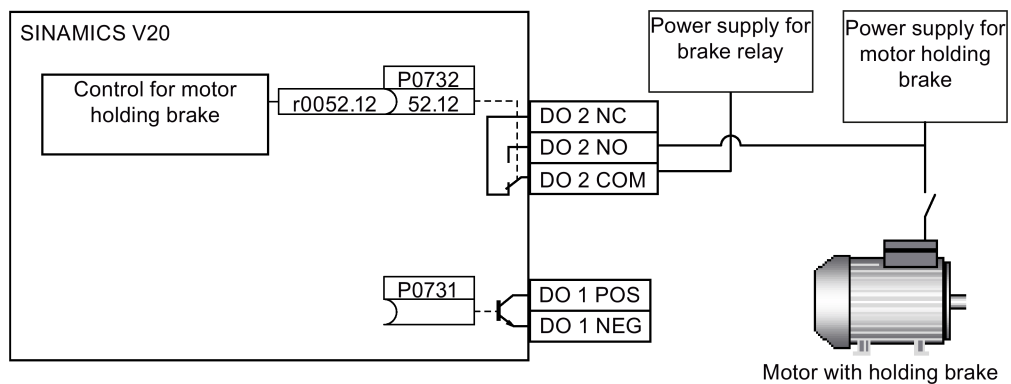 SINAMICS V20
Control for motor
holding brake
r0052.12
P0732
52.12
DO 2 NC
DO 2 NO
DO 2 COM
Power supply for
brake relay
Power supply for
motor holding
brake
P0731
DO 1 POS
DO 1 NEG
Motor with holding brake